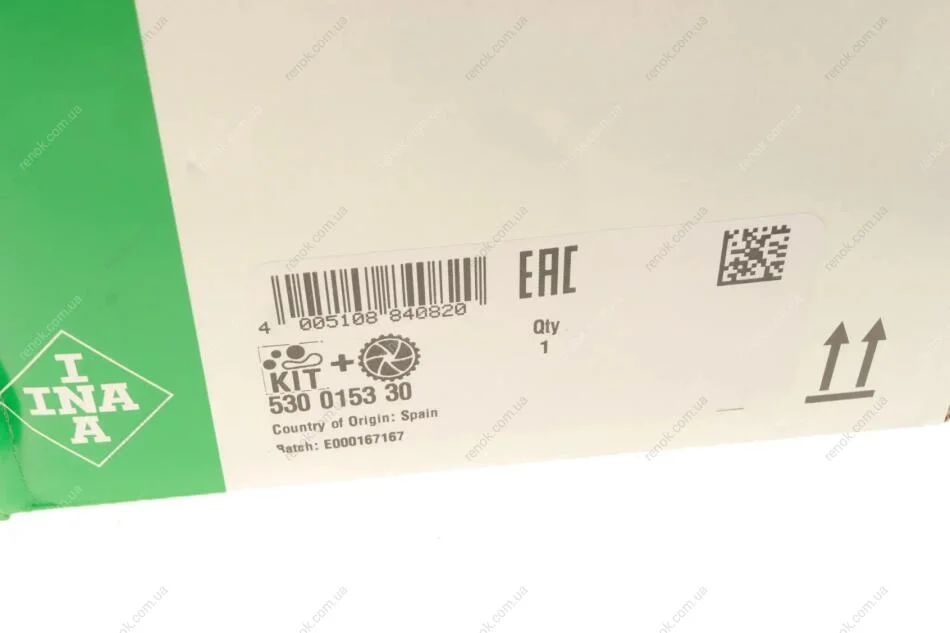 EAC
4 005108 840820
Qty
1
KIT
530 0153 30
Country of Origin: Spain
Batch: E000167167
I
INA
A
renok.com.ua